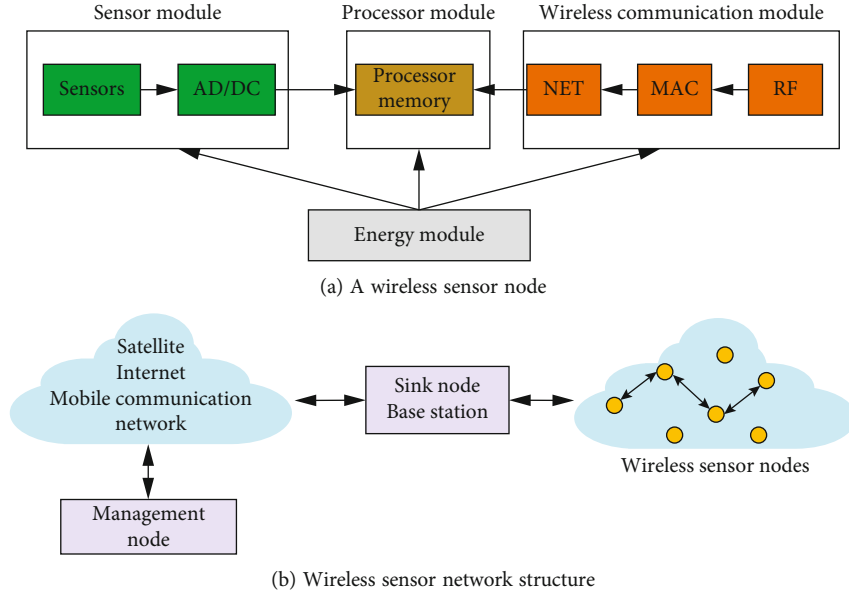 Sensor module
Processor module
Wireless communication module
Sensors
AD/DC
Processor
memory
NET
MAC
RF
Energy module
(a) A wireless sensor node
Satellite
Internet
Mobile communication
network
Sink node
Base station
Wireless sensor nodes
Management
node
(b) Wireless sensor network structure